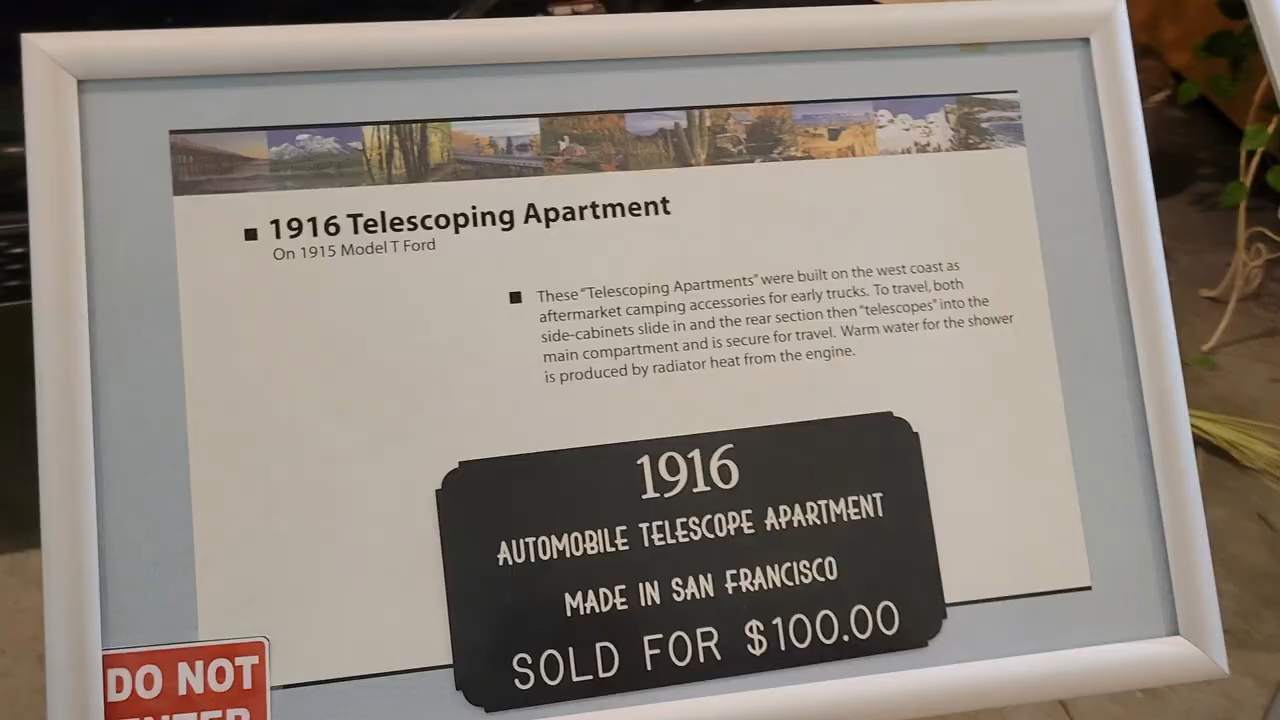 1916 Telescoping Apartment
On 1915 Model T Ford
These "Telescoping Apartments" were built on the west coast as
aftermarket camping accessories for early trucks. To travel, both
side-cabinets slide in and the rear section then "telescopes" into the
main compartment and is secure for travel. Warm water for the shower
is produced by radiator heat from the engine.
1916
AUTOMOBILE TELESCOPE APARTMENT
MADE IN SAN FRANCISCO
SOLD FOR $100.00
DO NOT
ENTER